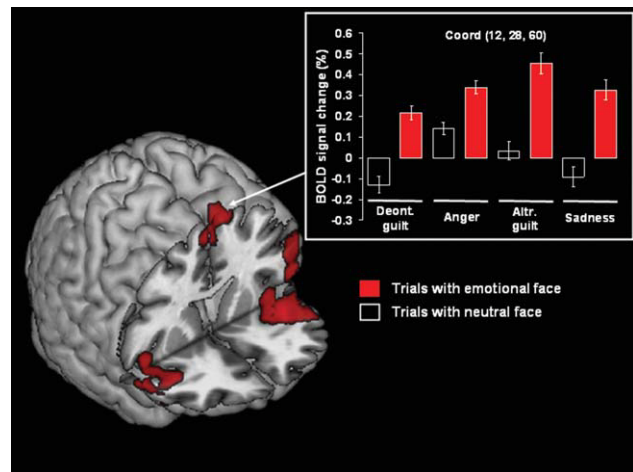 Coord (12, 28, 60)
BOLD signal change (%)
0.6
0.5
0.4
0.3
0.2
0.1
0
-0.1
-0.2
-0.3
Deont. guilt
Anger
Altr. guilt
Sadness
Trials with emotional face
Trials with neutral face